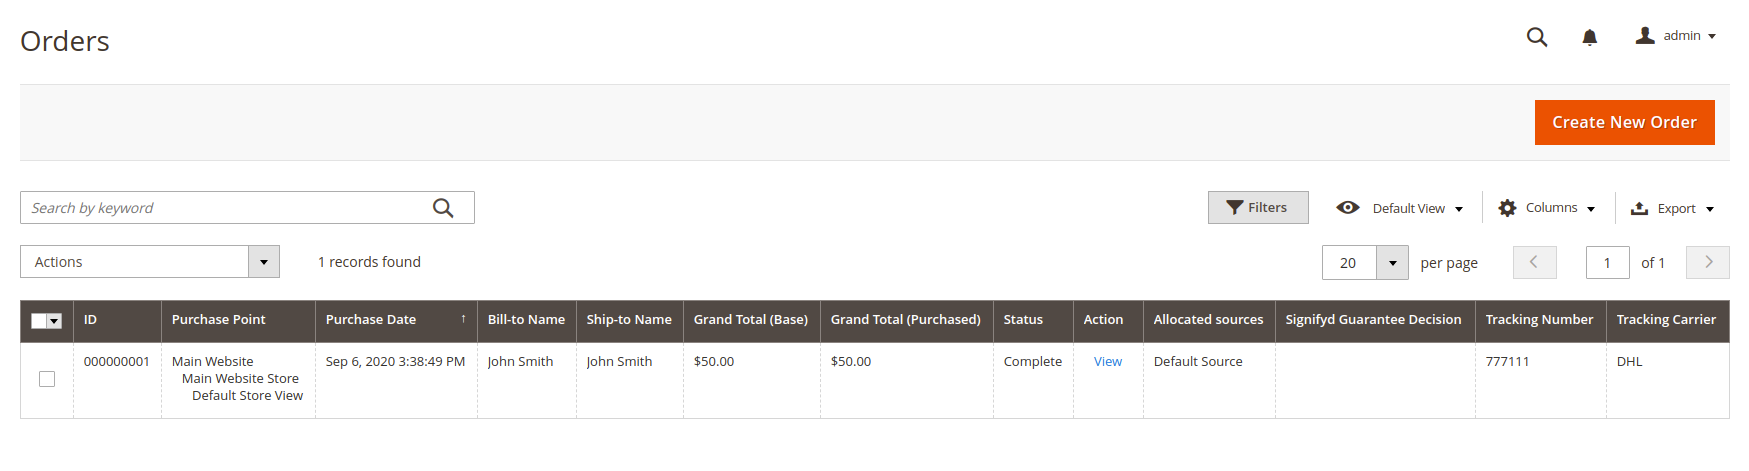 Orders
admin
Create New Order
Search by keyword
Filters
Default View
Columns
Export
Actions
1 records found
20
per page
1
of 1
ID Purchase Point Purchase Date ↑ Bill-to Name Ship-to Name Grand Total (Base) Grand Total (Purchased) Status Action Allocated sources Signifyd Guarantee Decision Tracking Number Tracking Carrier
000000001 Main Website Sep 6, 2020 3:38:49 PM John Smith John Smith $50.00 $50.00 Complete View Default Source 777111 DHL
Main Website Store
Default Store View